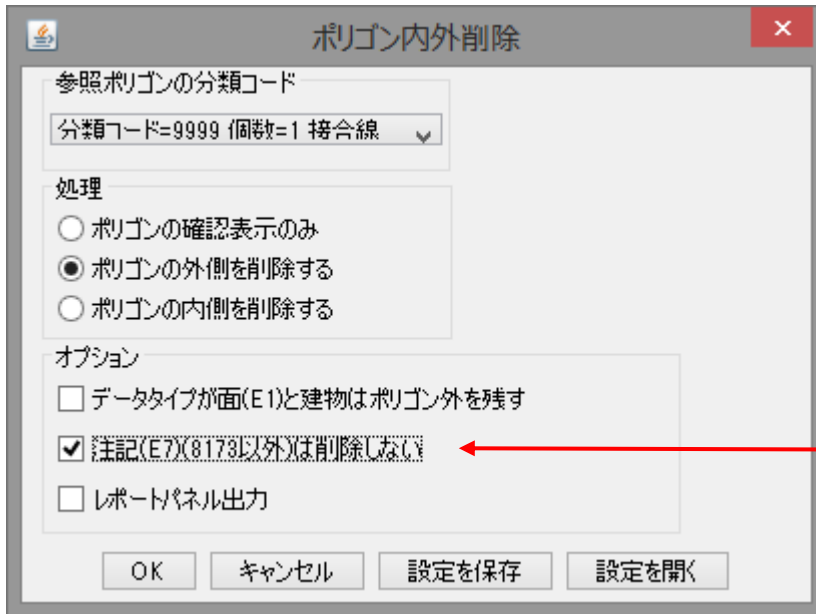 ポリゴン内外削除
参照ポリゴンの分類コード
分類コード=9999 個数=1 接合線
処理
ポリゴンの確認表示のみ
ポリゴンの外側を削除する
ポリゴンの内側を削除する
オプション
データタイプが面(E1)と建物はポリゴン外を残す
注記(E7)(8173以外)は削除しない
レポートパネル出力
OK キャンセル 設定を保存 設定を開く